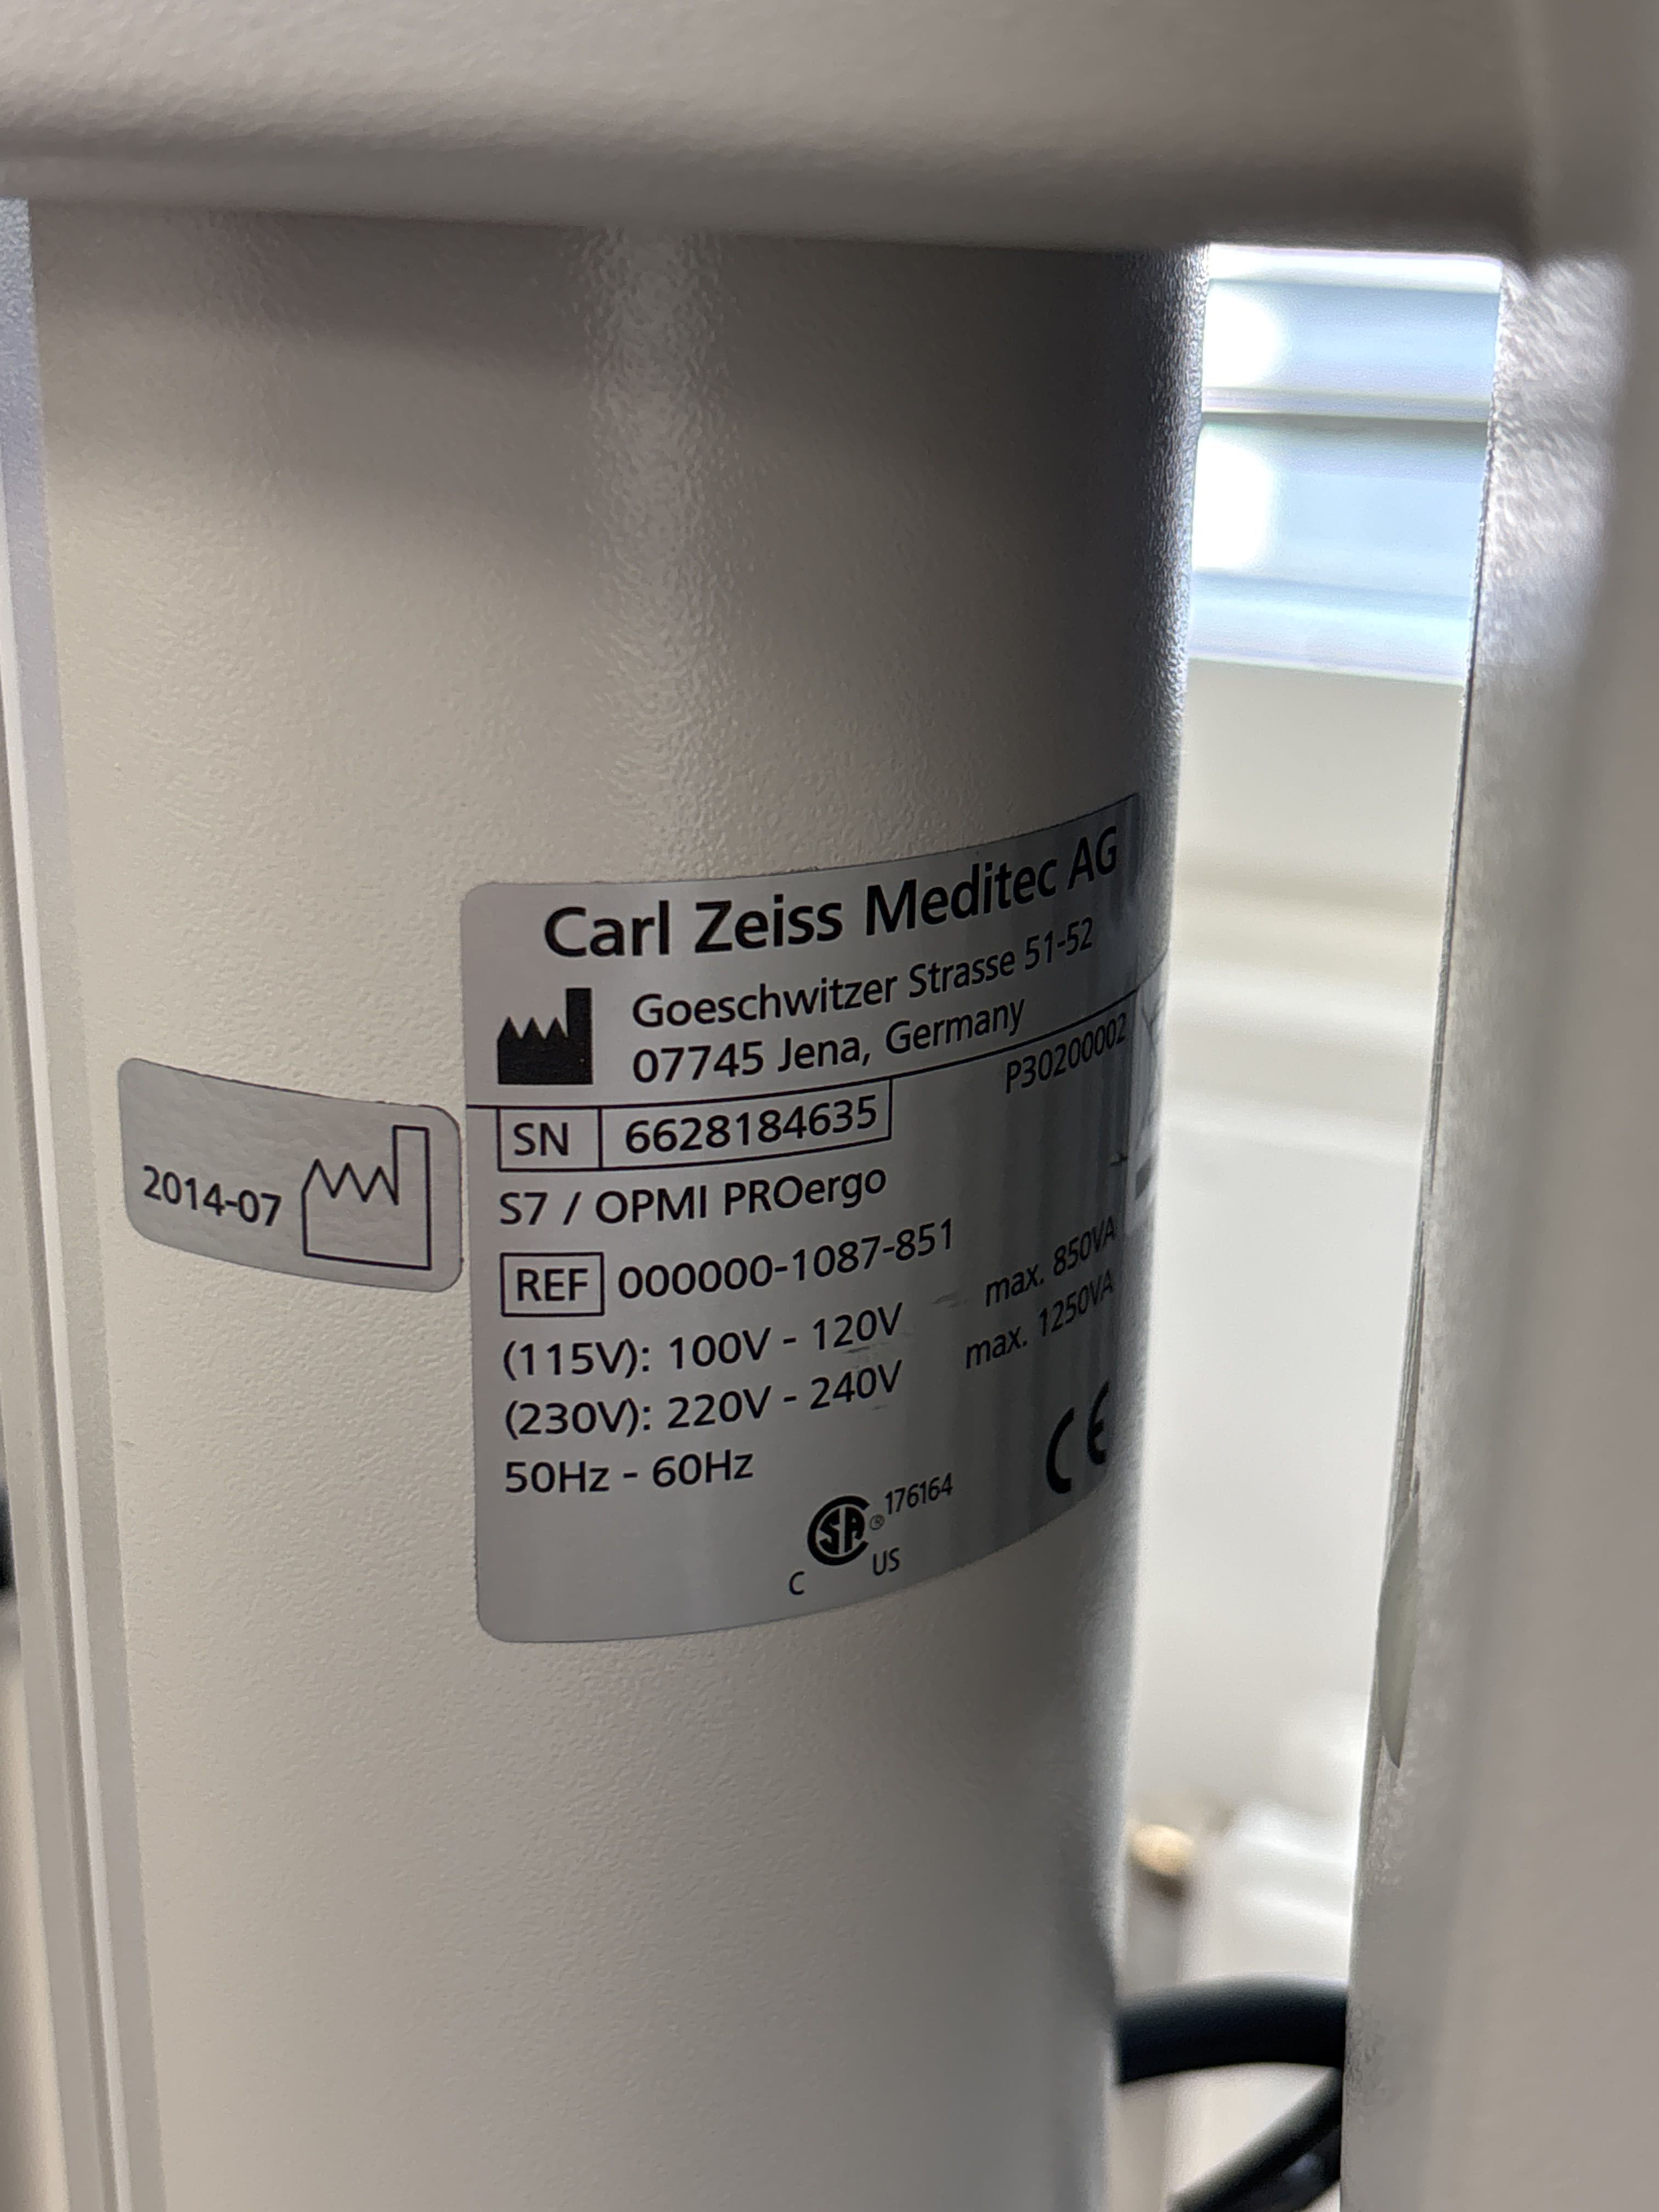 Carl Zeiss Meditec AG
Goeschwitzer Strasse 51-52
07745 Jena, Germany
P30200002
SN 6628184635
2014-07
S7 / OPMI PROergo
REF 000000-1087-851
(115V): 100V - 120V max. 850VA
(230V): 220V - 240V max. 1250VA
50Hz - 60Hz
CE
SA ® 176164
C US